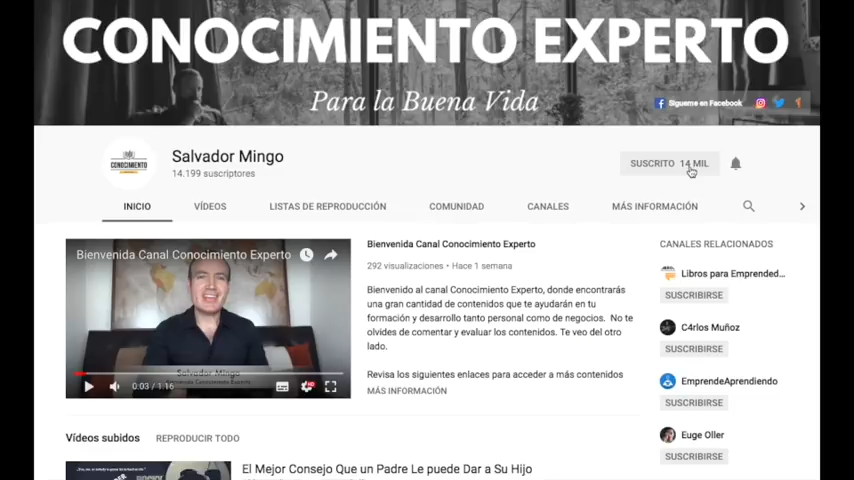 CONOCIMIENTO EXPERTO
Para la Buena Vida
Sígueme en Facebook
CONOCIMIENTO
Salvador Mingo
14.199 suscriptores
SUSCRITO 14 MIL
INICIO VÍDEOS LISTAS DE REPRODUCCIÓN COMUNIDAD CANALES MÁS INFORMACIÓN
Bienvenida Canal Conocimiento Experto
Salvador Mingo
Bienvenida Conocimiento Experto
0:03 / 1:16
HD
Bienvenida Canal Conocimiento Experto
292 visualizaciones • Hace 1 semana
Bienvenido al canal Conocimiento Experto, donde encontrarás
una gran cantidad de contenidos que te ayudarán en tu
formación y desarrollo tanto personal como de negocios. No te
olvides de comentar y evaluar los contenidos. Te veo del otro
lado.
Revisa los siguientes enlaces para acceder a más contenidos
MÁS INFORMACIÓN
CANALES RELACIONADOS
Libros para Emprended...
SUSCRIBIRSE
C4rlos Muñoz
SUSCRIBIRSE
EmprendeAprendiendo
SUSCRIBIRSE
Euge Oller
SUSCRIBIRSE
Vídeos subidos REPRODUCIR TODO
El Mejor Consejo Que un Padre Le puede Dar a Su Hijo